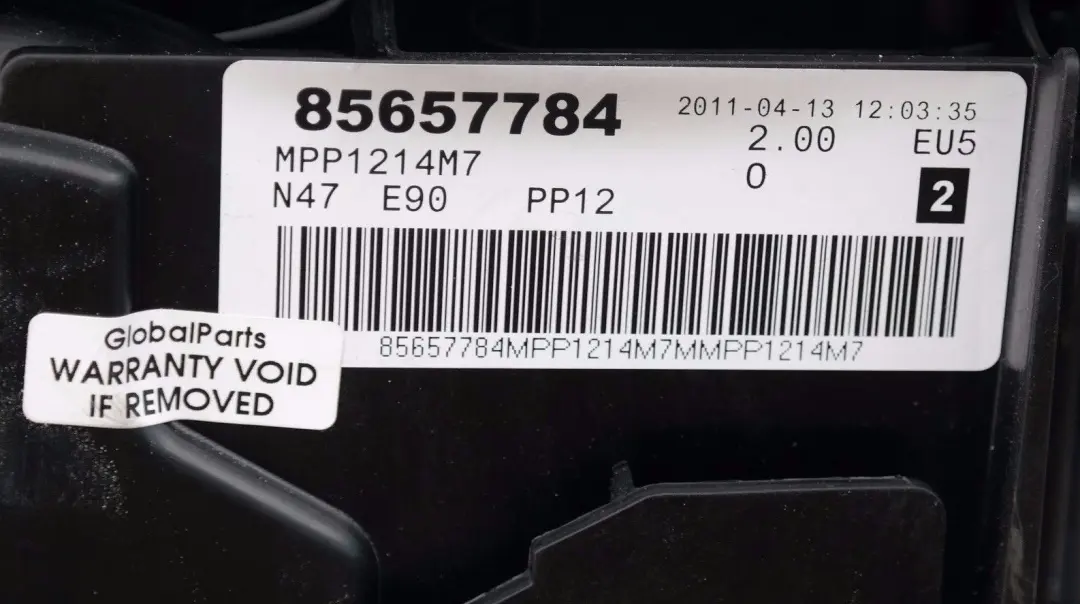 85657784 2011-04-13 12:03:35
MPP1214M7 2.00 EU5
N47 E90 PP12 0 2
85657784MPP1214M7MMPP1214M7
GlobalParts
WARRANTY VOID
IF REMOVED